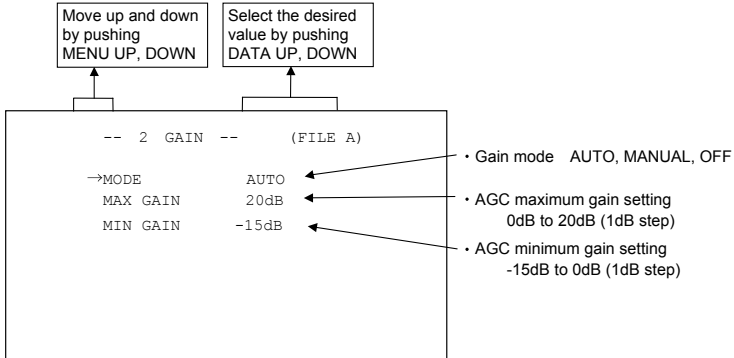 Move up and down
by pushing
MENU UP, DOWN
Select the desired
value by pushing
DATA UP, DOWN
-- 2 GAIN -- (FILE A)
→MODE AUTO
MAX GAIN 20dB
MIN GAIN -15dB
・Gain mode AUTO, MANUAL, OFF
・AGC maximum gain setting
0dB to 20dB (1dB step)
・AGC minimum gain setting
-15dB to 0dB (1dB step)